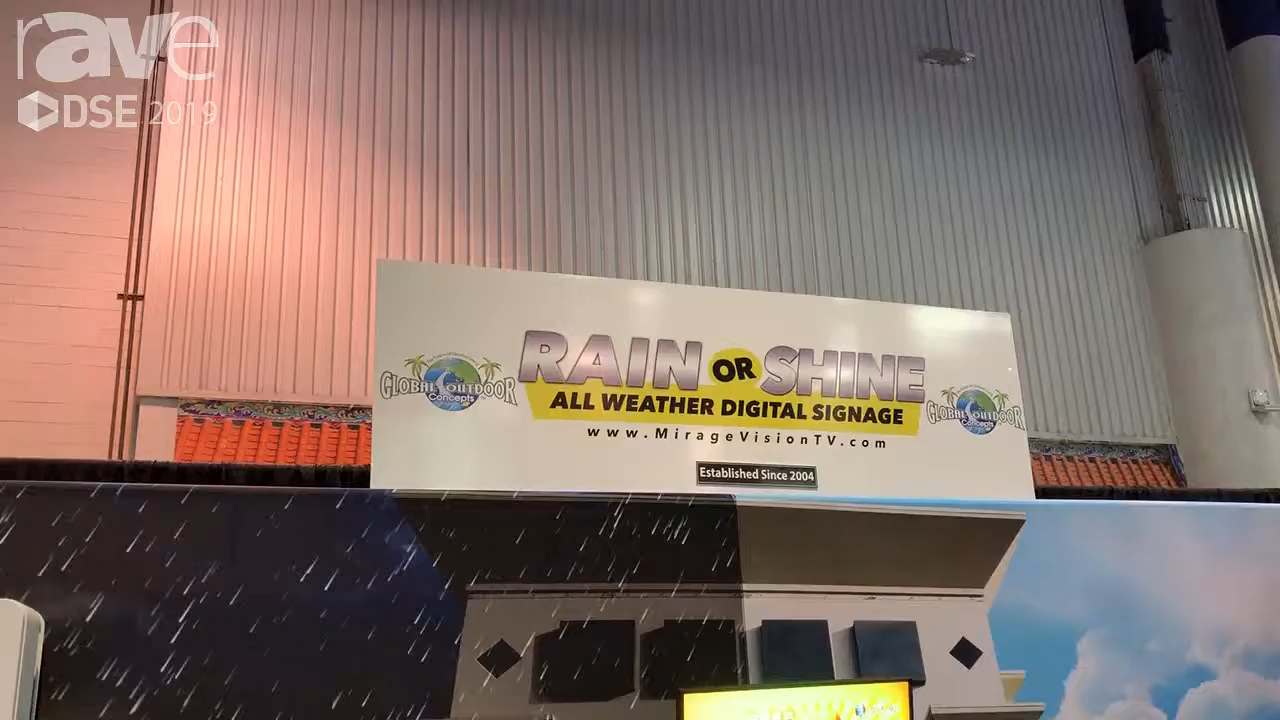 rAVe
DSE 2019
RAIN OR SHINE
ALL WEATHER DIGITAL SIGNAGE
www.MirageVisionTV.com
Established Since 2004
GLOBAL OUTDOOR
Concepts
GLOBAL OUTDOOR
Concepts